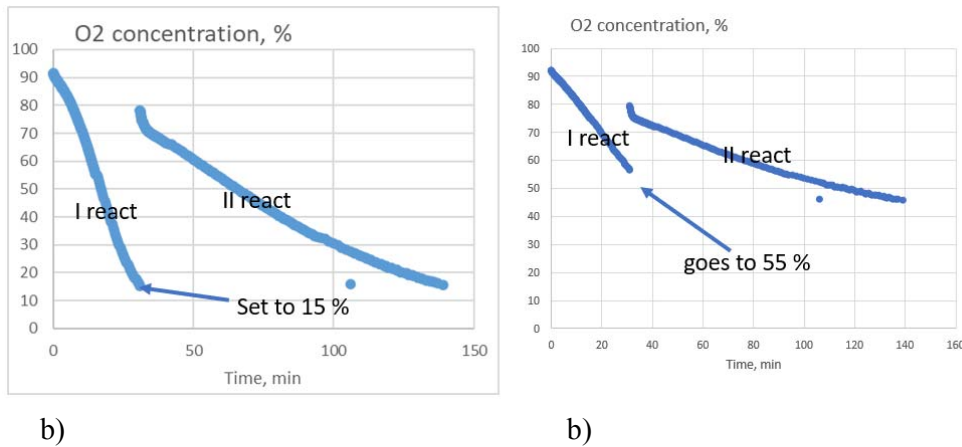 O2 concentration, %
100
90
80
70
60
50
40
30
20
10
0
I react
II react
Set to 15 %
0 50 100 150
Time, min
b)
O2 concentration, %
100
90
80
70
60
50
40
30
20
10
0
I react
II react
goes to 55 %
0 20 40 60 80 100 120 140 160
Time, min
b)